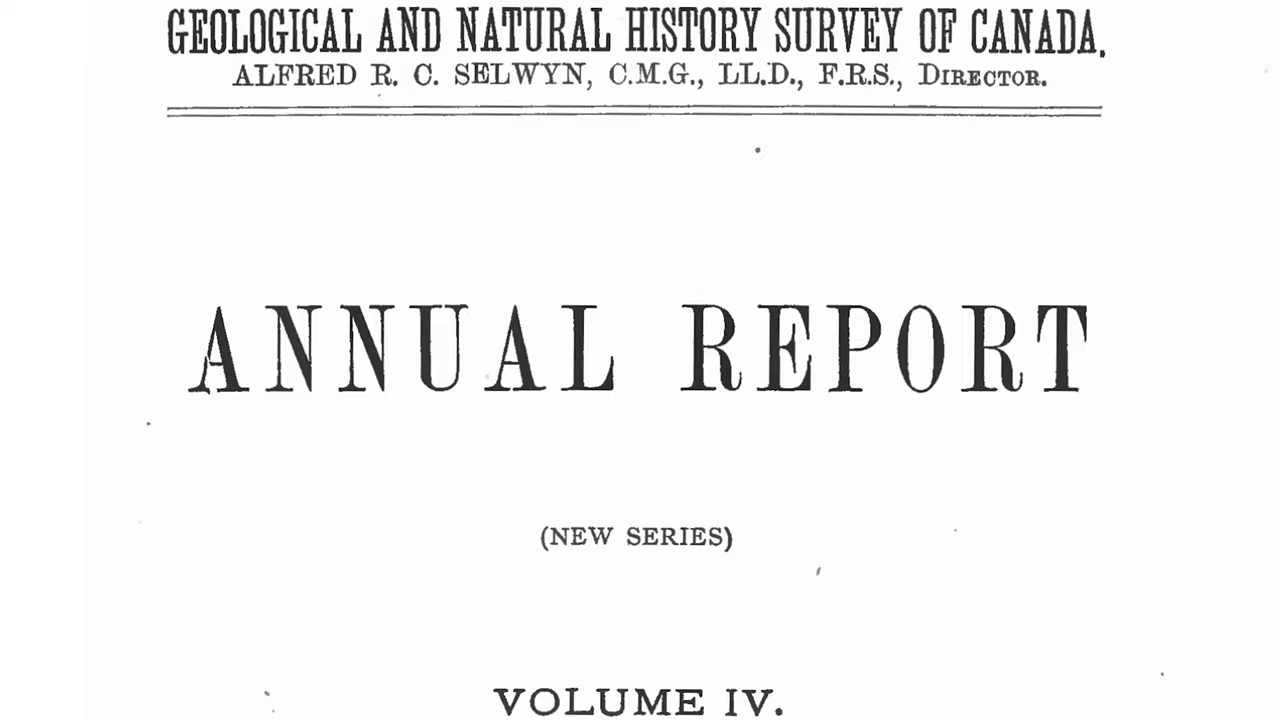 GEOLOGICAL AND NATURAL HISTORY SURVEY OF CANADA.
ALFRED R. C. SELWYN, C.M.G., LL.D., F.R.S., DIRECTOR.
ANNUAL REPORT
(NEW SERIES)
VOLUME IV.